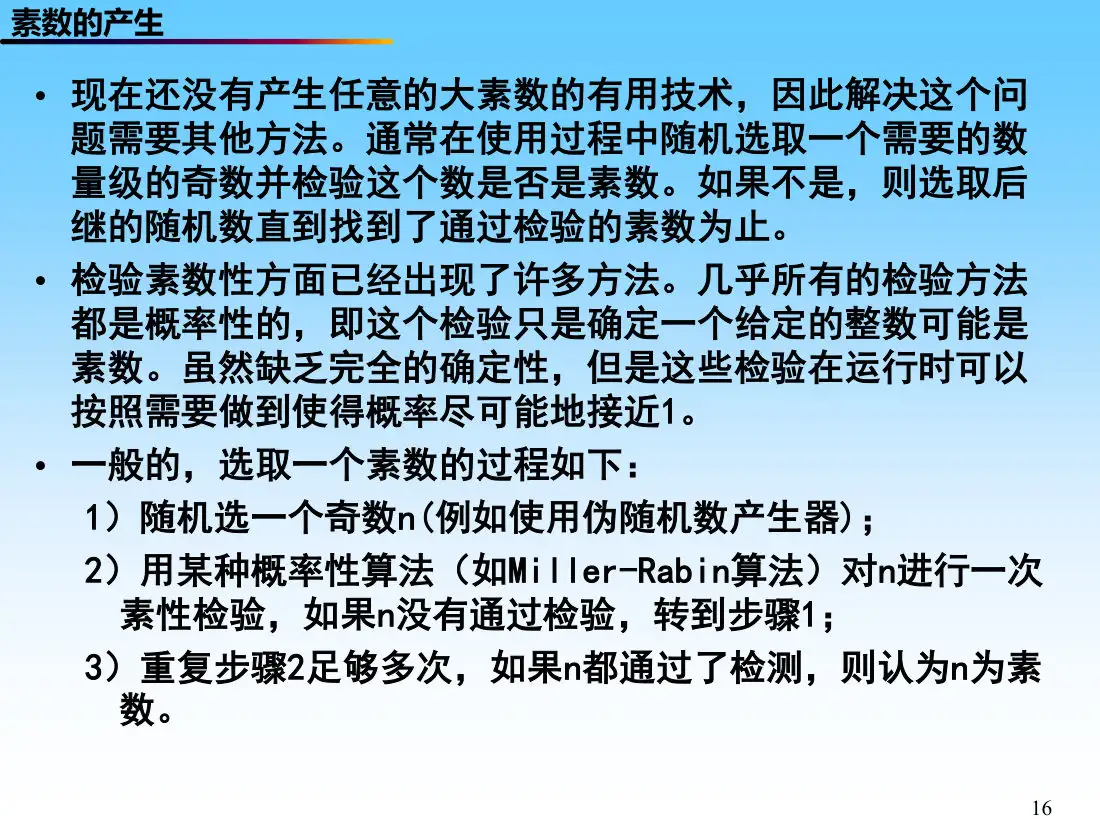 素数的产生
• 现在还没有产生任意的大素数的有用技术，因此解决这个问
题需要其他方法。通常在使用过程中随机选取一个需要的数
量级的奇数并检验这个数是否是素数。如果不是，则选取后
继的随机数直到找到了通过检验的素数为止。
• 检验素数性方面已经出现了许多方法。几乎所有的检验方法
都是概率性的，即这个检验只是确定一个给定的整数可能是
素数。虽然缺乏完全的确定性，但是这些检验在运行时可以
按照需要做到使得概率尽可能地接近1。
• 一般的，选取一个素数的过程如下：
1）随机选一个奇数n(例如使用伪随机数产生器)；
2）用某种概率性算法（如Miller-Rabin算法）对n进行一次
素性检验，如果n没有通过检验，转到步骤1；
3）重复步骤2足够多次，如果n都通过了检测，则认为n为素
数。
16